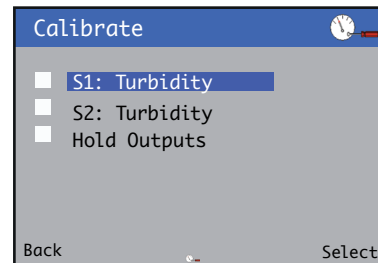 Calibrate
S1: Turbidity
S2: Turbidity
Hold Outputs
Back
Select